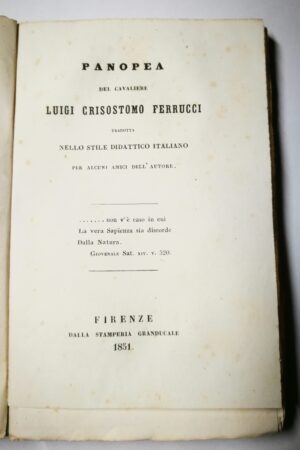 PANOPEA
DEL CAVALIERE
LUIGI CRISOSTOMO FERRUCCI
TRADOTTA
NELLO STILE DIDATTICO ITALIANO
PER ALCUNI AMICI DELL' AUTORE.
....... non v'è caso in cui
La vera Sapienza sia discorde
Dalla Natura.
GIOVENALE Sat. XIV. v. 320.
FIRENZE
DALLA STAMPERIA GRANDUCALE
1851.